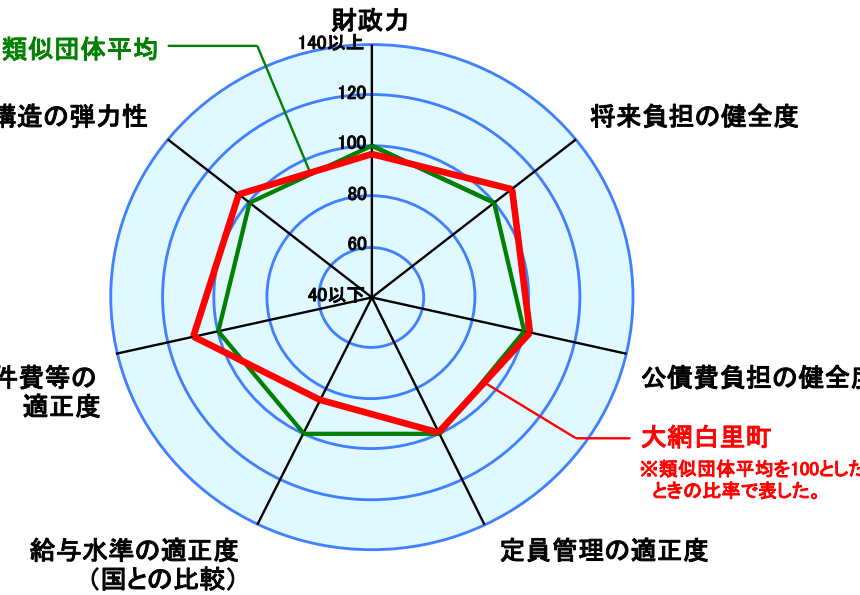 財政力
140以上
類似団体平均
120
構造の弾力性
将来負担の健全度
100
80
60
40以下
件費等の
適正度
公債費負担の健全度
大網白里町
※類似団体平均を100とした
ときの比率で表した。
給与水準の適正度
（国との比較）
定員管理の適正度